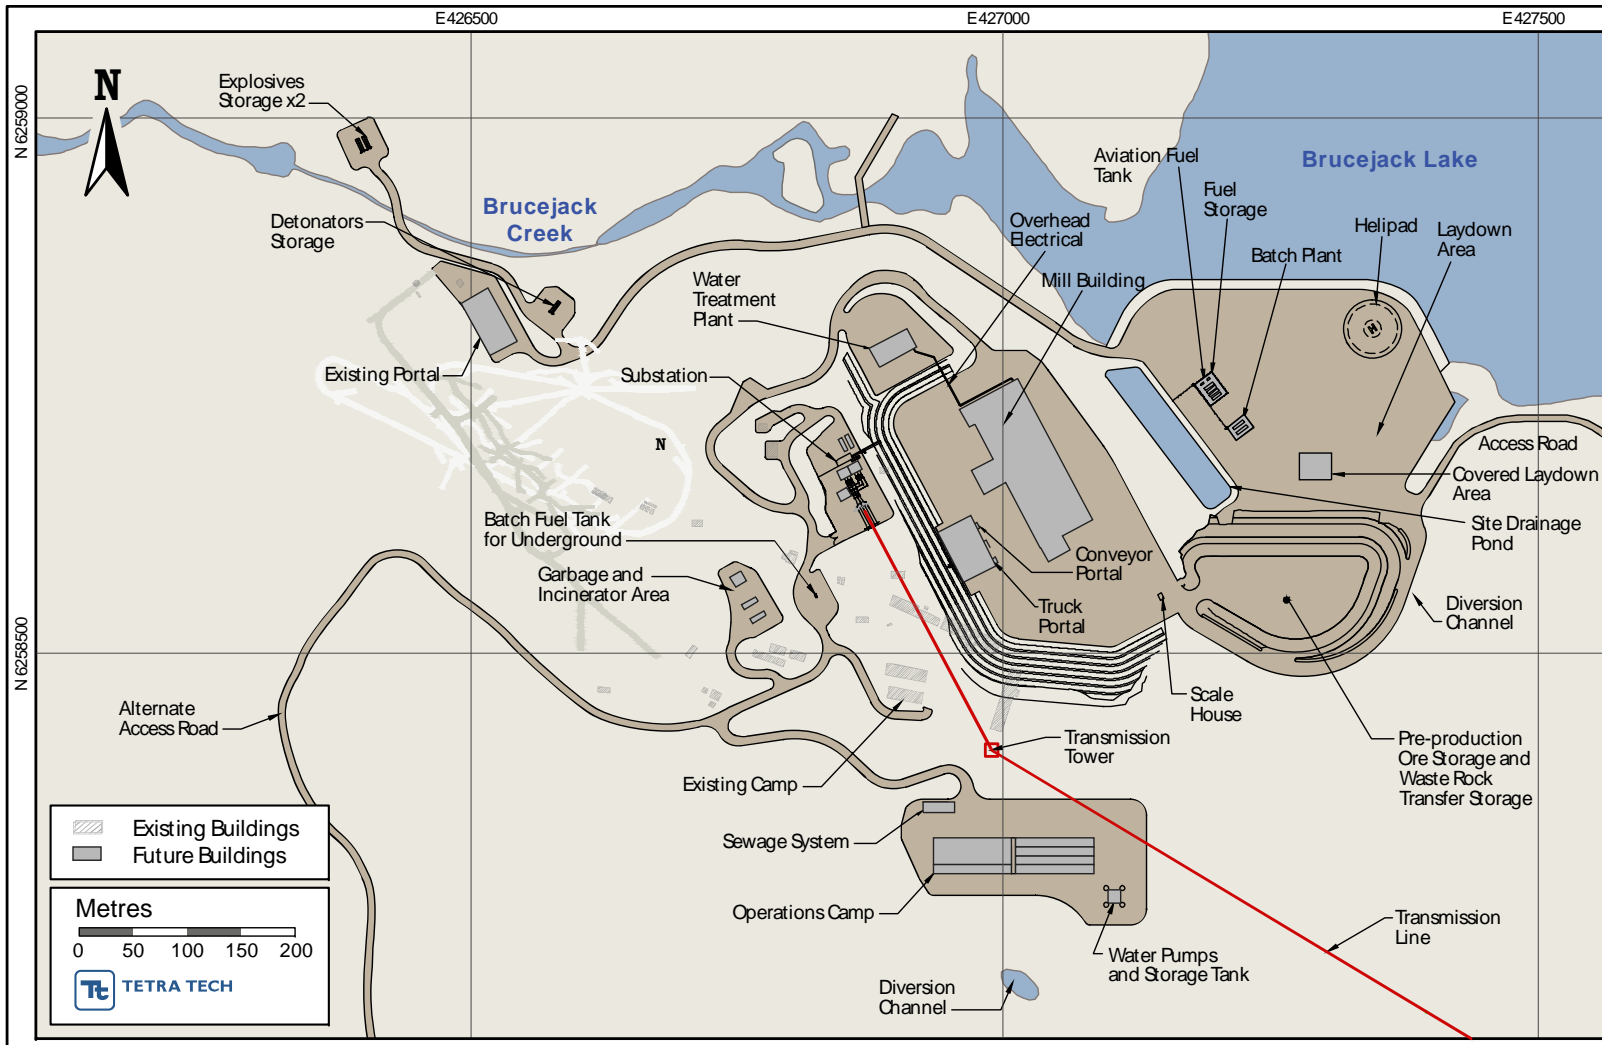 E426500
E427000
E427500
N 6259000
N 6258500
N
Explosives
Storage x2
Detonators
Storage
Brucejack
Creek
Brucejack Lake
Aviation Fuel
Tank
Fuel
Storage
Overhead
Electrical
Helipad
Laydown
Area
Batch Plant
Mill Building
Water
Treatment
Plant
H
Existing Portal
Substation
N
Access Road
Covered Laydown
Area
Site Drainage
Pond
Batch Fuel Tank
for Underground
Garbage and
Incinerator Area
Conveyor
Portal
Truck
Portal
Diversion
Channel
Scale
House
Alternate
Access Road
Transmission
Tower
Pre-production
Ore Storage and
Waste Rock
Transfer Storage
Existing Camp
Sewage System
Operations Camp
Transmission
Line
Water Pumps
and Storage Tank
Diversion
Channel
Existing Buildings
Future Buildings
Metres
0 50 100 150 200
Tt TETRA TECH